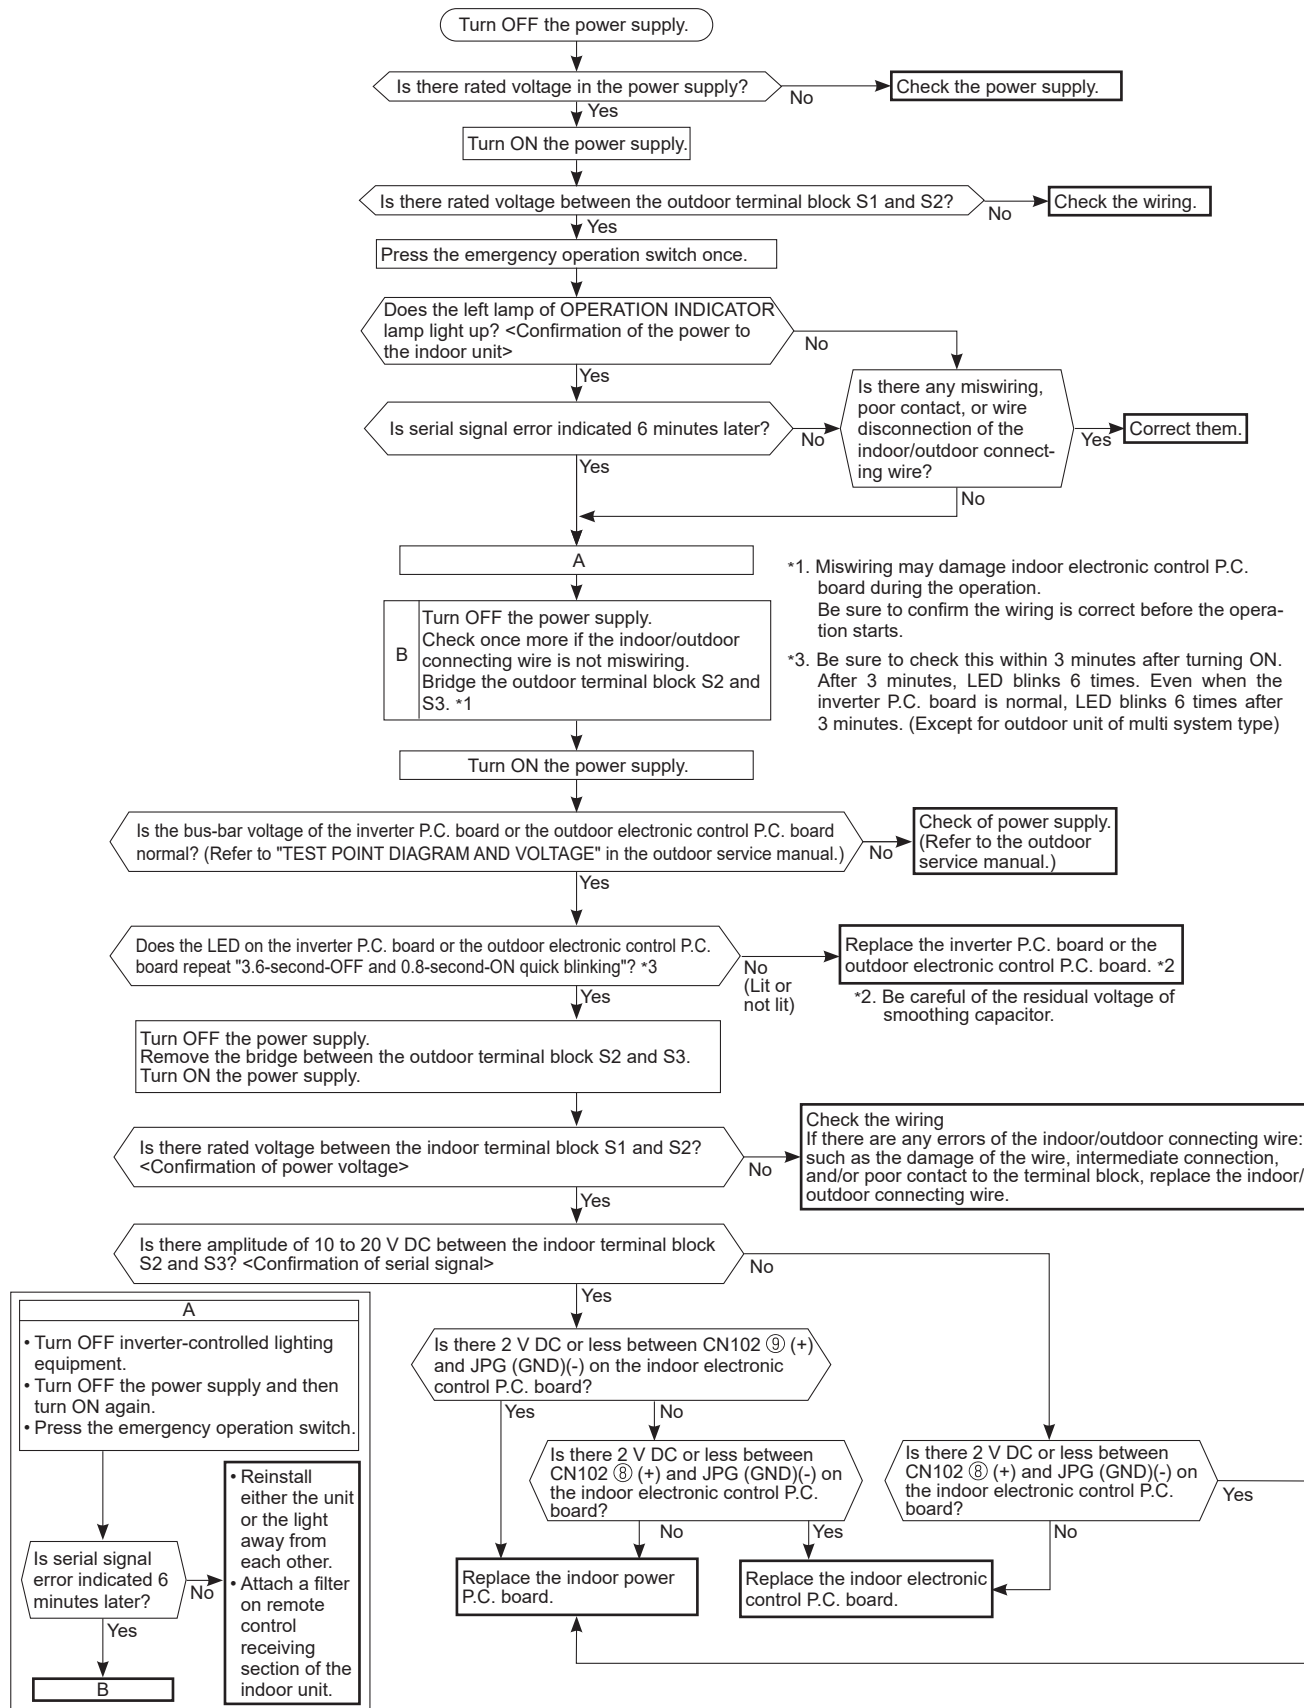 Turn OFF the power supply.
Is there rated voltage in the power supply?
No
Check the power supply.
Yes
Turn ON the power supply.
Is there rated voltage between the outdoor terminal block S1 and S2?
No
Check the wiring.
Yes
Press the emergency operation switch once.
Does the left lamp of OPERATION INDICATOR
lamp light up? <Confirmation of the power to
the indoor unit>
No
Yes
Is there any miswiring,
poor contact, or wire
disconnection of the
indoor/outdoor connect-
ing wire?
Yes
Correct them.
Is serial signal error indicated 6 minutes later?
No
Yes
No
A
*1. Miswiring may damage indoor electronic control P.C.
board during the operation.
Be sure to confirm the wiring is correct before the opera-
tion starts.
*3. Be sure to check this within 3 minutes after turning ON.
After 3 minutes, LED blinks 6 times. Even when the
inverter P.C. board is normal, LED blinks 6 times after
3 minutes. (Except for outdoor unit of multi system type)
B
Turn OFF the power supply.
Check once more if the indoor/outdoor
connecting wire is not miswiring.
Bridge the outdoor terminal block S2 and
S3. *1
Turn ON the power supply.
Is the bus-bar voltage of the inverter P.C. board or the outdoor electronic control P.C. board
normal? (Refer to "TEST POINT DIAGRAM AND VOLTAGE" in the outdoor service manual.)
No
Check of power supply.
(Refer to the outdoor
service manual.)
Yes
Does the LED on the inverter P.C. board or the outdoor electronic control P.C.
board repeat "3.6-second-OFF and 0.8-second-ON quick blinking"? *3
No
(Lit or
not lit)
Replace the inverter P.C. board or the
outdoor electronic control P.C. board. *2
*2. Be careful of the residual voltage of
smoothing capacitor.
Yes
Turn OFF the power supply.
Remove the bridge between the outdoor terminal block S2 and S3.
Turn ON the power supply.
Is there rated voltage between the indoor terminal block S1 and S2?
<Confirmation of power voltage>
No
Check the wiring
If there are any errors of the indoor/outdoor connecting wire:
such as the damage of the wire, intermediate connection,
and/or poor contact to the terminal block, replace the indoor/
outdoor connecting wire.
Yes
Is there amplitude of 10 to 20 V DC between the indoor terminal block
S2 and S3? <Confirmation of serial signal>
No
Yes
Is there 2 V DC or less between CN102 ⑨ (+)
and JPG (GND)(-) on the indoor electronic
control P.C. board?
Yes
No
Is there 2 V DC or less between
CN102 ⑧ (+) and JPG (GND)(-) on
the indoor electronic control P.C.
board?
No
Yes
Is there 2 V DC or less between
CN102 ⑧ (+) and JPG (GND)(-) on
the indoor electronic control P.C.
board?
Yes
No
Replace the indoor power
P.C. board.
Replace the indoor electronic
control P.C. board.
A
• Turn OFF inverter-controlled lighting
equipment.
• Turn OFF the power supply and then
turn ON again.
• Press the emergency operation switch.
Is serial signal
error indicated 6
minutes later?
No
• Reinstall
either the unit
or the light
away from
each other.
• Attach a filter
on remote
control
receiving
section of the
indoor unit.
Yes
B